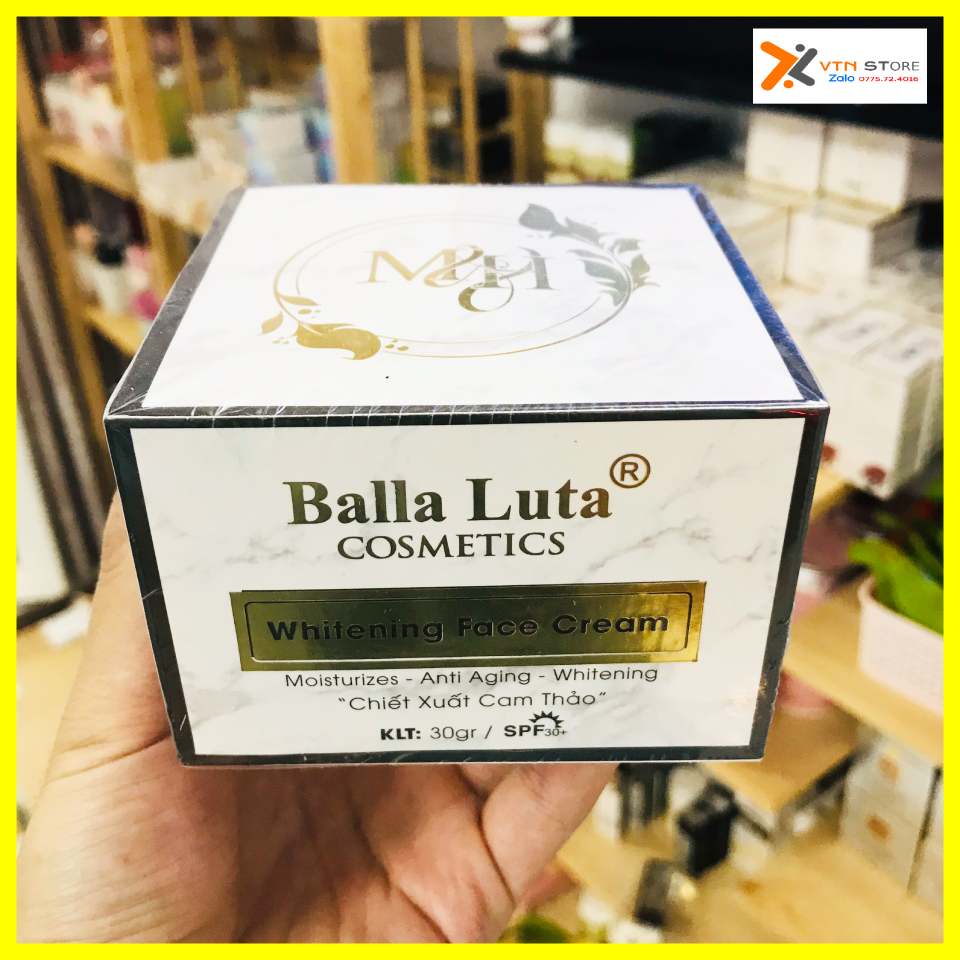 VTN STORE
Zalo 0775.72.4016
M&H
Balla Luta®
COSMETICS
Whitening Face Cream
Moisturizes - Anti Aging - Whitening
“Chiết Xuất Cam Thảo”
KLT: 30gr / SPF30+